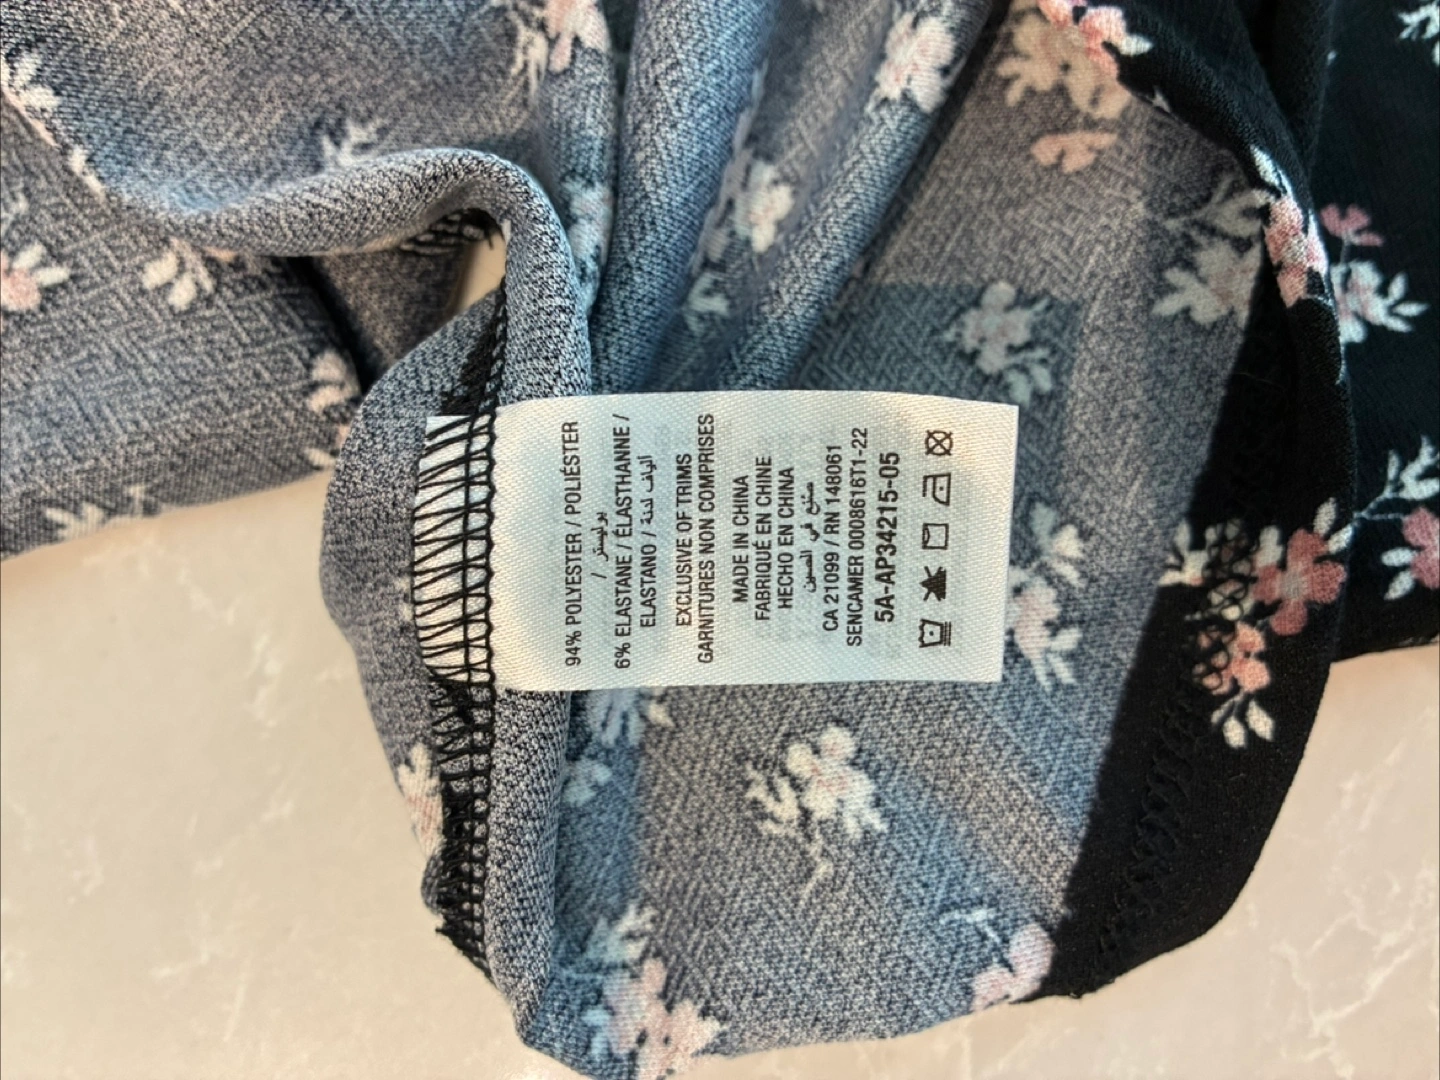 94% POLYESTER / POLIÉSTER
/ بوليستر
6% ELASTANE / ÉLASTHANNE /
ELASTANO / ألياف لدنة
EXCLUSIVE OF TRIMS
GARNITURES NON COMPRISES
MADE IN CHINA
FABRIQUÉ EN CHINE
HECHO EN CHINA
صنع في الصين
CA 21099 / RN 148061
SENCAMER 00008616T1-22
5A-AP34215-05